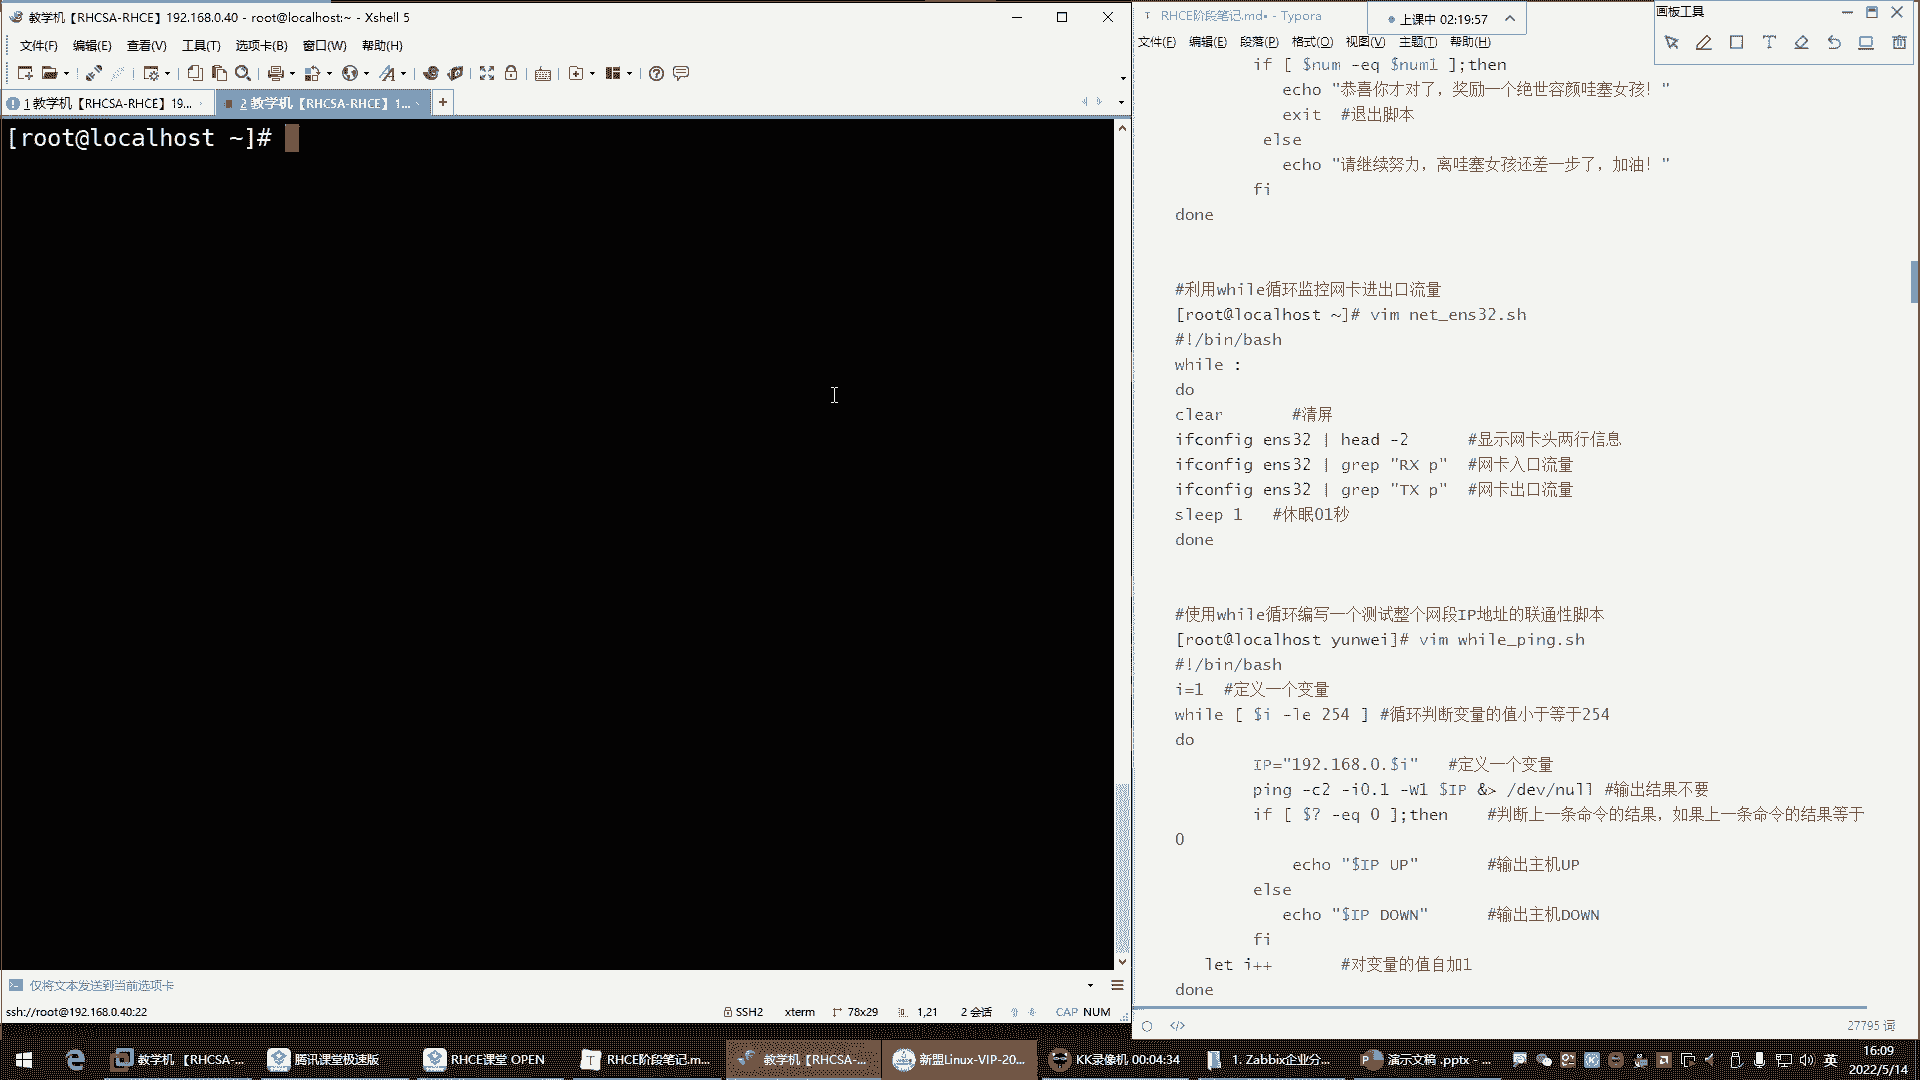 教学机【RHCSA-RHCE】192.168.0.40 - root@localhost:~ - Xshell 5
文件(F) 编辑(E) 查看(V) 工具(T) 选项卡(B) 窗口(W) 帮助(H)
1 教学机【RHCSA-RHCE】19...
2 教学机【RHCSA-RHCE】1...
[root@localhost ~]#
仅将文本发送到当前选项卡
ssh://root@192.168.0.40:22
SSH2
xterm
78x29
1,21
2 会话
CAP NUM
RHCE阶段笔记.md• - Typora
上课中 02:19:57
画板工具
文件(F) 编辑(E) 段落(P) 格式(O) 视图(V) 主题(T) 帮助(H)
if [ $num -eq $num1 ];then
echo "恭喜你才对了，奖励一个绝世容颜哇塞女孩！"
exit #退出脚本
else
echo "请继续努力，离哇塞女孩还差一步了，加油！"
fi
done
#利用while循环监控网卡进出口流量
[root@localhost ~]# vim net_ens32.sh
#!/bin/bash
while :
do
clear #清屏
ifconfig ens32 | head -2 #显示网卡头两行信息
ifconfig ens32 | grep "RX p" #网卡入口流量
ifconfig ens32 | grep "TX p" #网卡出口流量
sleep 1 #休眠01秒
done
#使用while循环编写一个测试整个网段IP地址的联通性脚本
[root@localhost yunwei]# vim while_ping.sh
#!/bin/bash
i=1 #定义一个变量
while [ $i -le 254 ] #循环判断变量的值小于等于254
do
IP="192.168.0.$i" #定义一个变量
ping -c2 -i0.1 -W1 $IP &> /dev/null #输出结果不要
if [ $? -eq 0 ];then #判断上一条命令的结果，如果上一条命令的结果等于
0
echo "$IP UP" #输出主机UP
else
echo "$IP DOWN" #输出主机DOWN
fi
let i++ #对变量的值自加1
done
27795 词
教学机 【RHCSA-...
腾讯课堂极速版
RHCE课堂 OPEN
RHCE阶段笔记.m...
教学机【RHCSA-...
新盟Linux-VIP-20...
KK录像机 00:04:34
1. Zabbix企业分...
演示文稿 .pptx - ...
英
16:09
2022/5/14